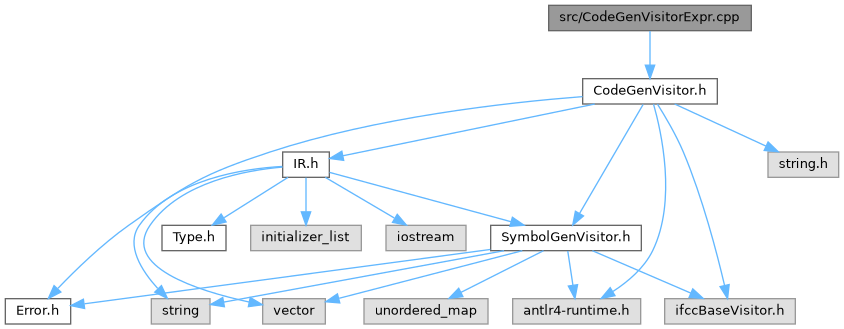 src/CodeGenVisitorExpr.cpp
CodeGenVisitor.h
IR.h
string.h
Type.h
initializer_list
iostream
SymbolGenVisitor.h
Error.h
string
vector
unordered_map
antlr4-runtime.h
ifccBaseVisitor.h